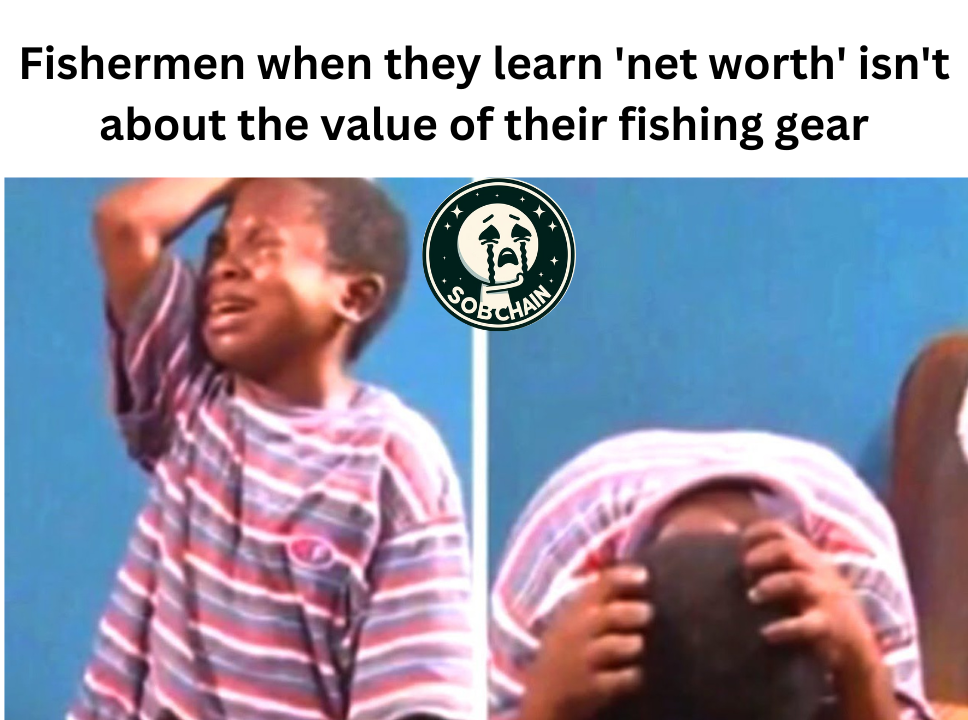 Fishermen when they learn 'net worth' isn't
about the value of their fishing gear
SOBCHAIN